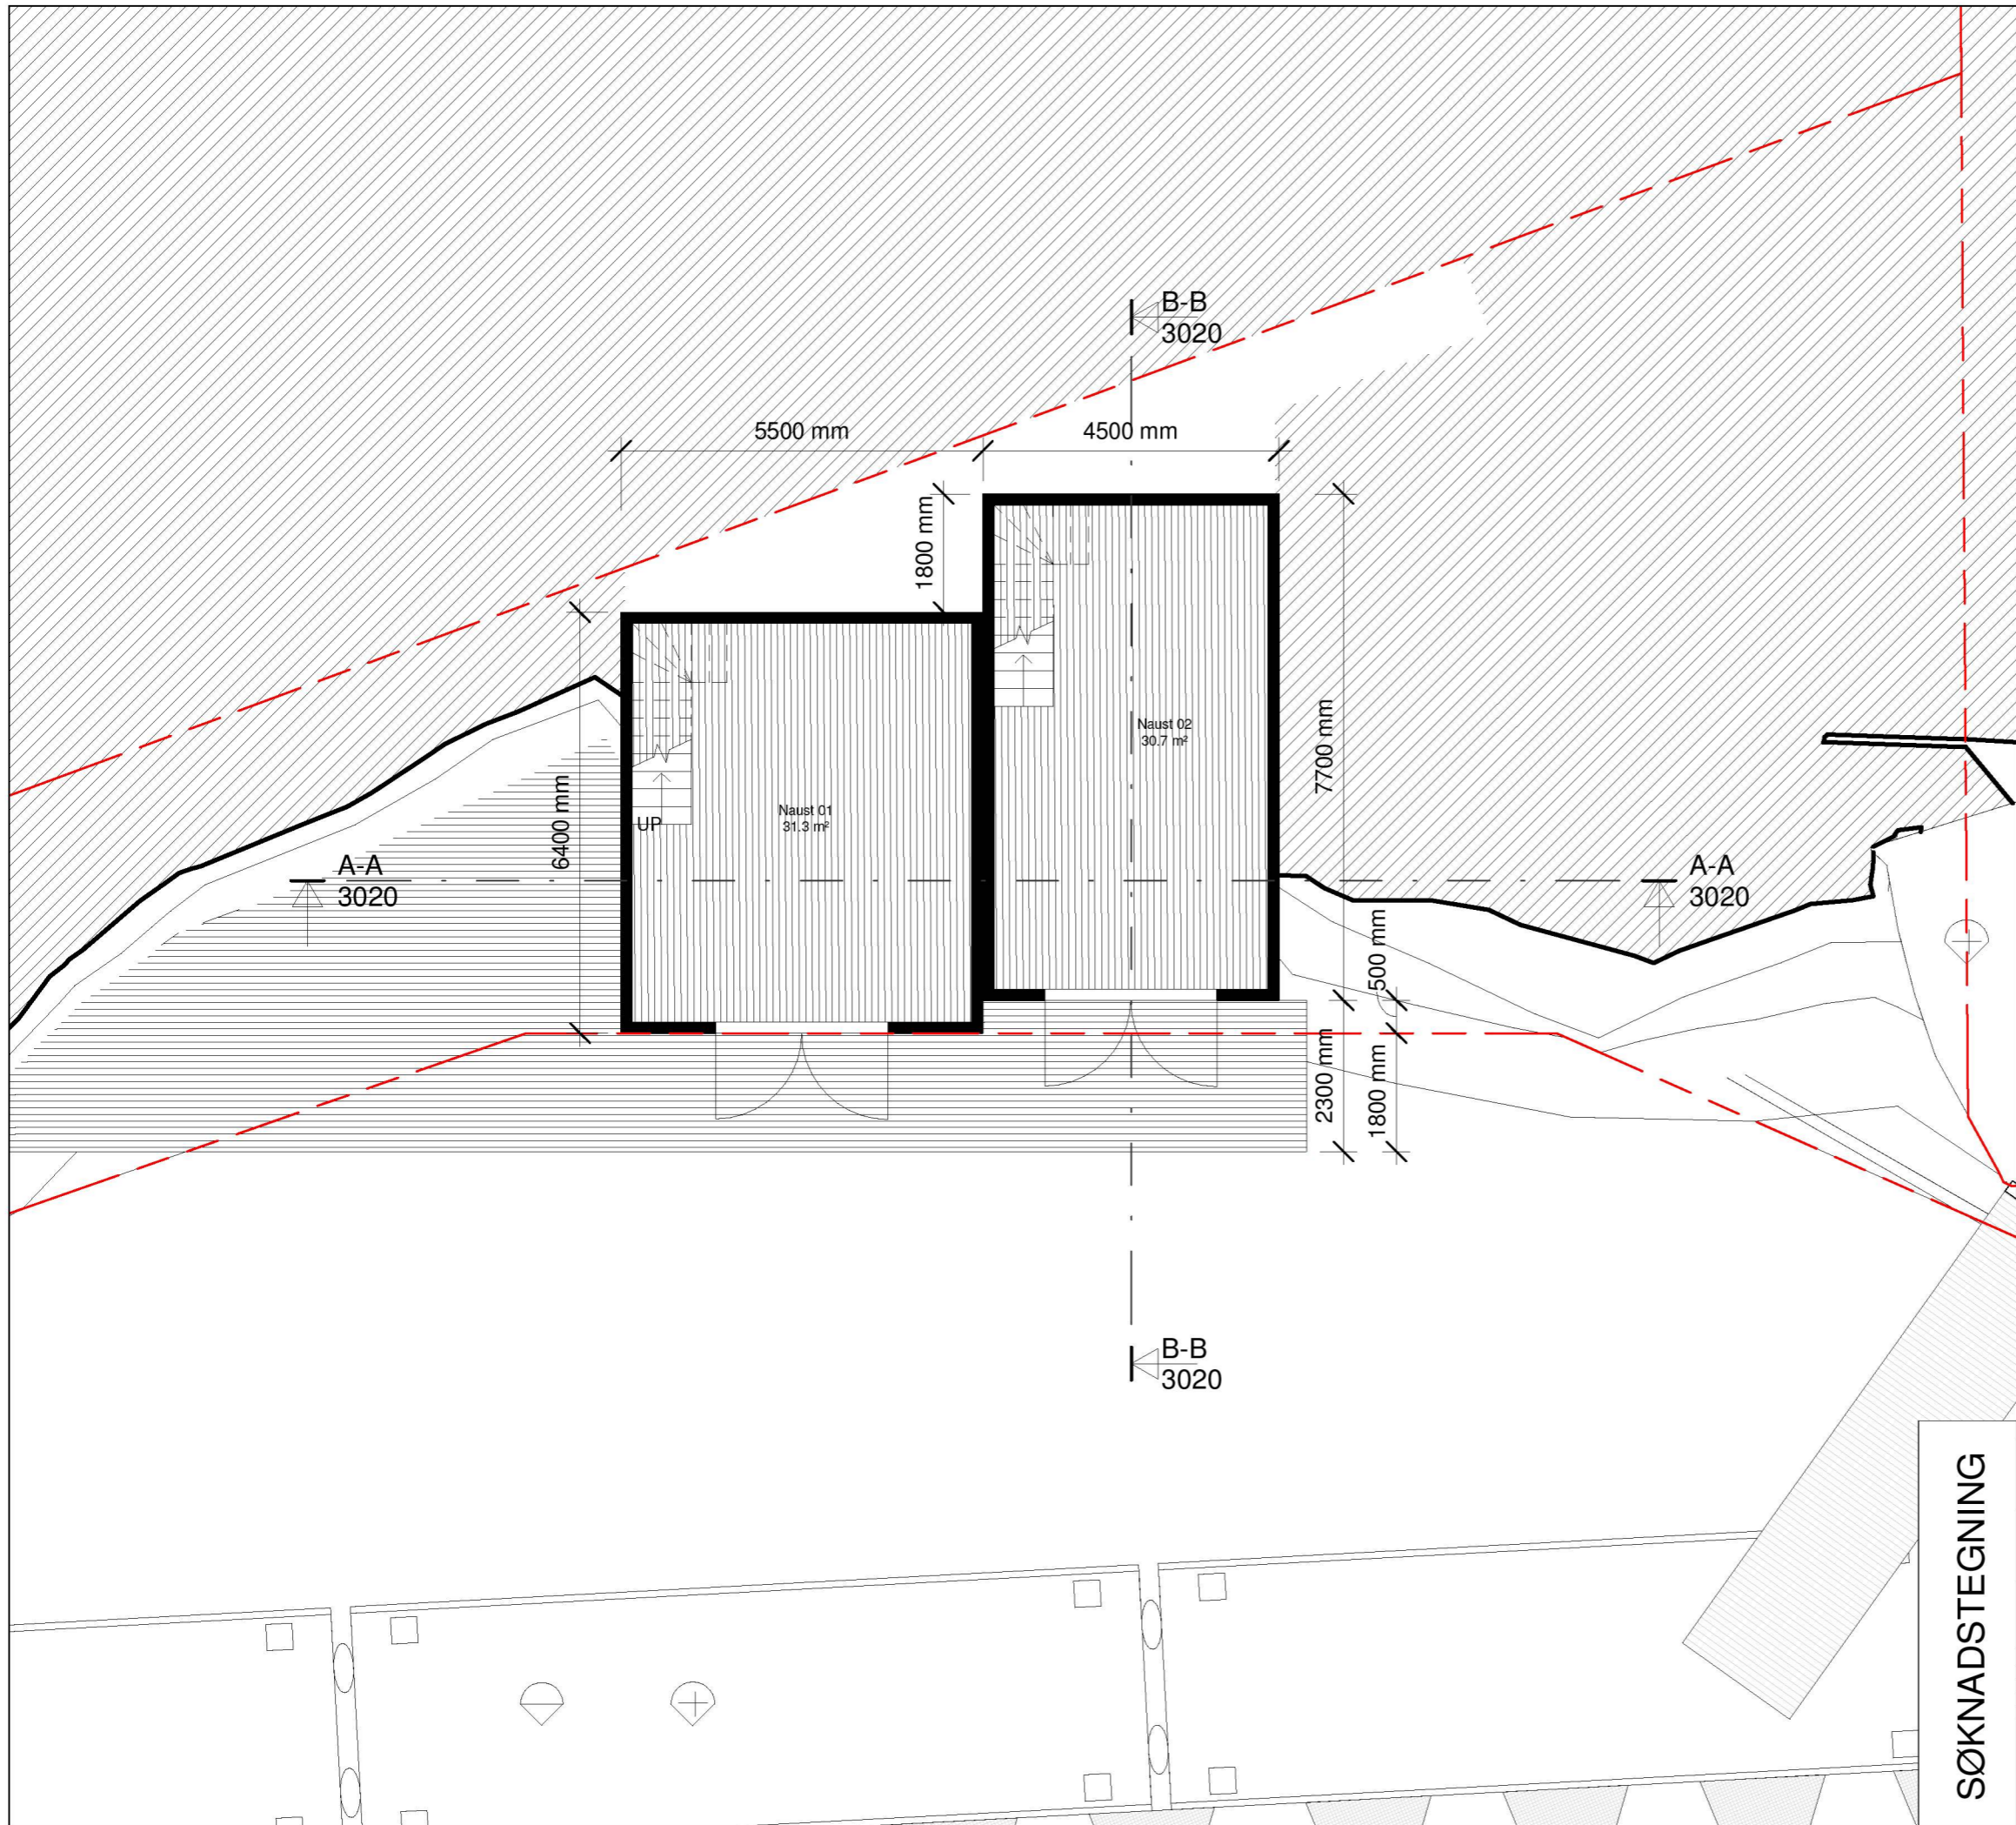 B-B
3020
5500 mm
4500 mm
1800 mm
Naust 02
30.7 m²
7700 mm
6400 mm
Naust 01
31.3 m²
UP
A-A
3020
A-A
3020
500 mm
2300 mm
1800 mm
B-B
3020
SØKNADSTEGNING